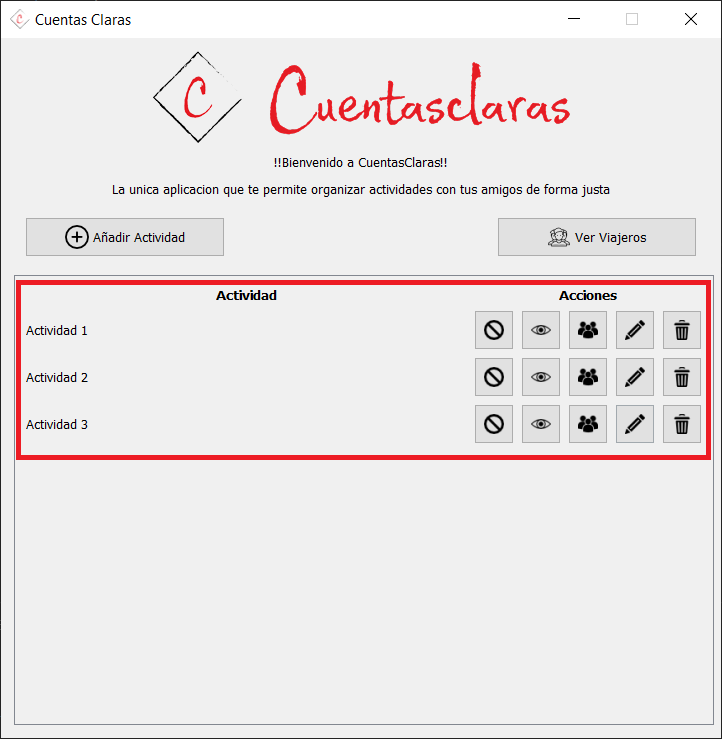 Cuentas Claras
C Cuentasclaras
!!Bienvenido a CuentasClaras!!
La unica aplicacion que te permite organizar actividades con tus amigos de forma justa
Añadir Actividad Ver Viajeros
Actividad Acciones
Actividad 1
Actividad 2
Actividad 3